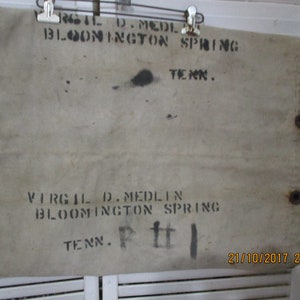 VIRGIL D. MEDLIN
BLOOMINGTON SPRING
TENN.
VIRGIL D. MEDLIN
BLOOMINGTON SPRING
TENN.
21/10/2017